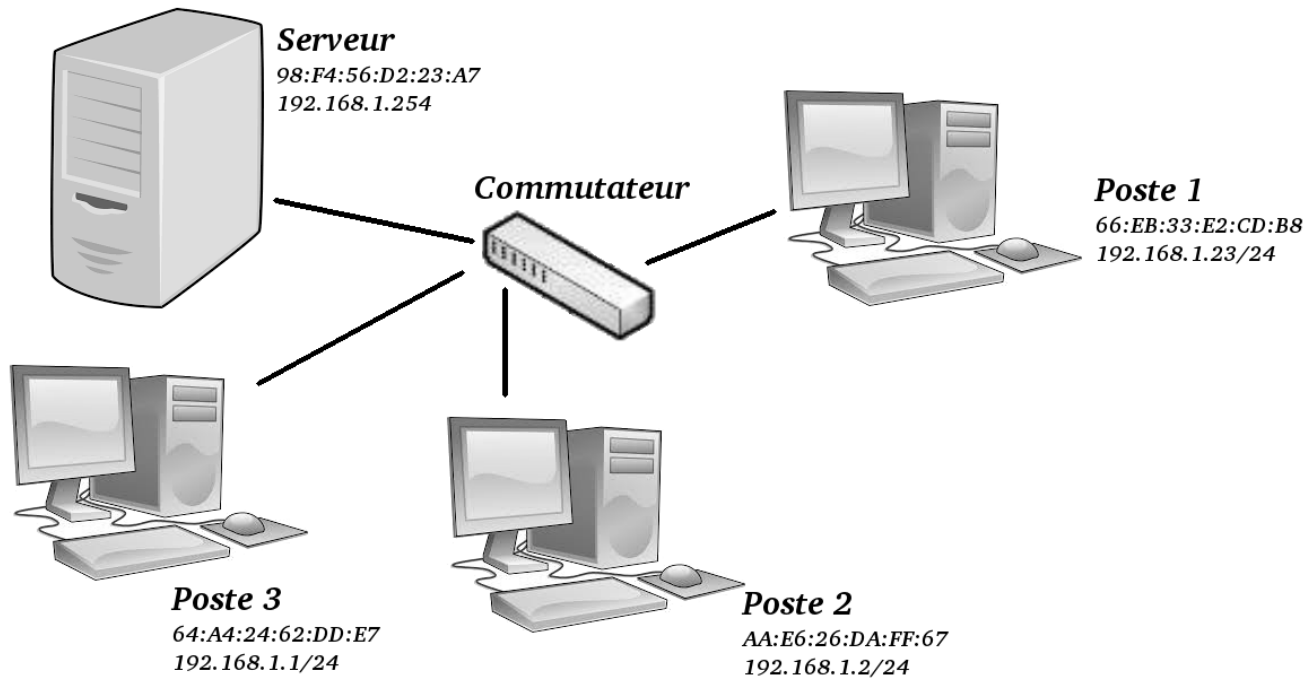 Serveur
98:F4:56:D2:23:A7
192.168.1.254
Commutateur
Poste 1
66:EB:33:E2:CD:B8
192.168.1.23/24
Poste 3
64:A4:24:62:DD:E7
192.168.1.1/24
Poste 2
AA:E6:26:DA:FF:67
192.168.1.2/24